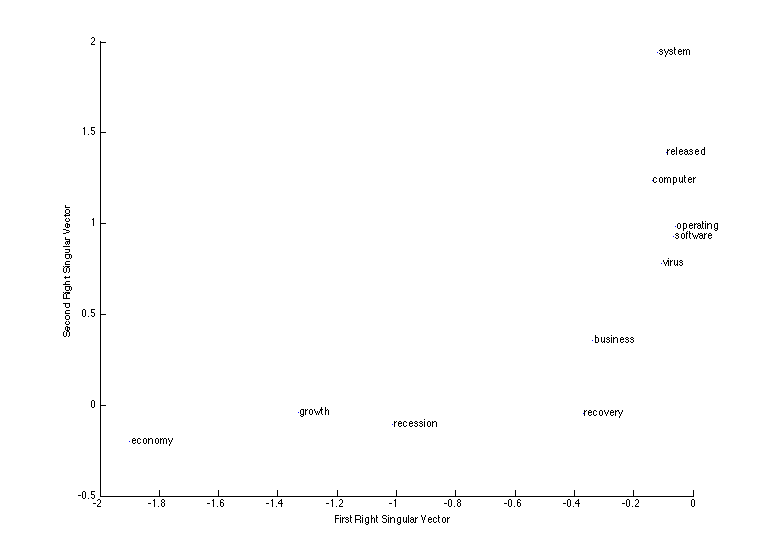 2
system
1.5
released
computer
1
operating
software
virus
0.5
business
0
growth
recovery
recession
economy
-0.5
-2
-1.8
-1.6
-1.4
-1.2
-1
-0.8
-0.6
-0.4
-0.2
0
First Right Singular Vector
Second Right Singular Vector